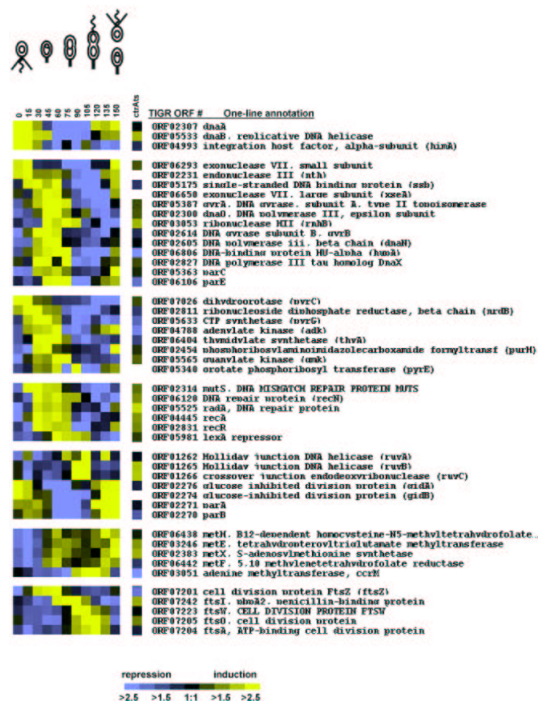 0 15 30 45 60 75 90 105 120 135 150 ctrAts
TIGR ORF # One-line annotation
ORF02307 dnaA
ORF05533 dnaB. replicative DNA helicase
ORF04993 integration host factor, alpha-subunit (himA)
ORF06293 exonuclease VII. small subunit
ORF02231 endonuclease III (nth)
ORF05175 single-stranded DNA binding protein (ssb)
ORF06650 exonuclease VII. large subunit (xseA)
ORF05387 gyrA. DNA gyrase. subunit A. type II topoisomerase
ORF02300 dnaQ. DNA polymerase III, epsilon subunit
ORF03053 ribonuclease HII (rnhB)
ORF02614 DNA gyrase subunit B. gyrB
ORF02605 DNA polymerase iii. beta chain (dnaN)
ORF06806 DNA-binding protein HU-alpha (hupA)
ORF02827 DNA polymerase III tau homolog DnaX
ORF05363 parC
ORF06106 parE
ORF07026 dihydroorotase (pyrC)
ORF02811 ribonucleoside diphosphate reductase, beta chain (nrdB)
ORF05633 CTP synthetase (pyrG)
ORF04788 adenylate kinase (adk)
ORF06404 thymidylate synthetase (thyA)
ORF02454 phosphoribosylaminoimidazolecarboxamide formyltransf (purH)
ORF05565 guanylate kinase (gmk)
ORF05340 orotate phosphoribosyl transferase (pyrE)
ORF02314 mutS. DNA MISMATCH REPAIR PROTEIN MUTS
ORF06120 DNA repair protein (recN)
ORF05525 radA, DNA repair protein
ORF04445 recA
ORF02831 recR
ORF05981 lexA repressor
ORF01262 Holliday junction DNA helicase (ruvA)
ORF01265 Holliday junction DNA helicase (ruvB)
ORF01266 crossover junction endodeoxyribonuclease (ruvC)
ORF02276 glucose inhibited division protein (gidA)
ORF02274 glucose-inhibited division protein (gidB)
ORF02271 parA
ORF02270 parB
ORF06438 metH. B12-dependent homocysteine-N5-methyltetrahydrofolate..
ORF03246 metE. tetrahydropteroyltriglutamate methyltransferase
ORF02383 metX. S-adenosylmethionine synthetase
ORF06442 metF. 5.10 methylenetetrahydrofolate reductase
ORF03051 adenine methyltransferase, ccrM
ORF07201 cell division protein FtsZ (ftsZ)
ORF07242 ftsI. pbpA2. penicillin-binding protein
ORF07223 ftsW. CELL DIVISION PROTEIN FTSW
ORF07205 ftsQ. cell division protein
ORF07204 ftsA, ATP-binding cell division protein
repression induction
>2.5 >1.5 1:1 >1.5 >2.5